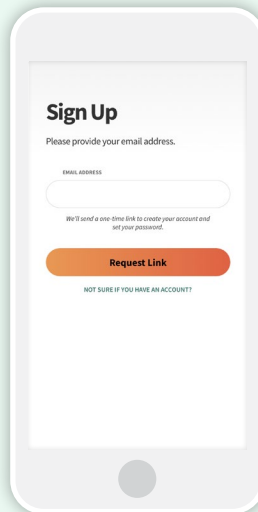 Sign Up
Please provide your email address.
EMAIL ADDRESS
We'll send a one-time link to create your account and
set your password.
Request Link
NOT SURE IF YOU HAVE AN ACCOUNT?